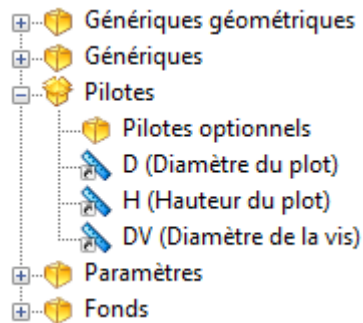 Génériques géométriques
Génériques
Pilotes
Pilotes optionnels
D (Diamètre du plot)
H (Hauteur du plot)
DV (Diamètre de la vis)
Paramètres
Fonds